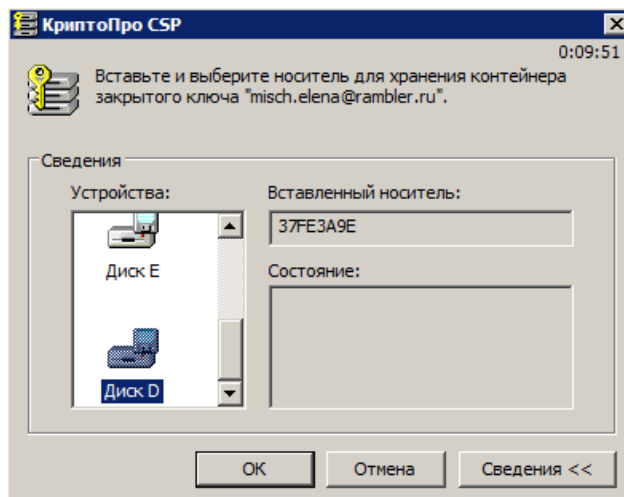 КриптоПро CSP
0:09:51
Вставьте и выберите носитель для хранения контейнера
закрытого ключа "misch.elena@rambler.ru".
Сведения
Устройства:
Вставленный носитель:
37FE3A9E
Диск E
Состояние:
Диск D
ОК
Отмена
Сведения <<